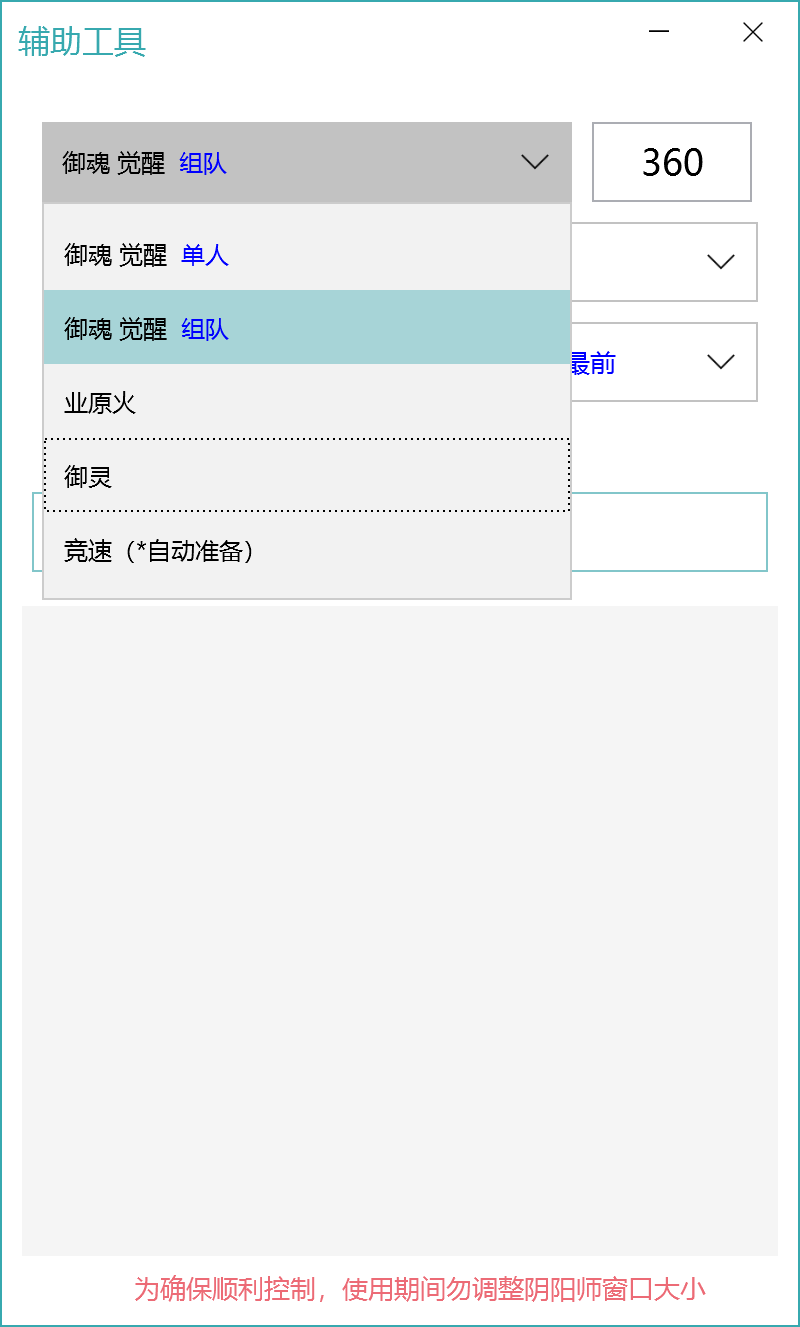 辅助工具
御魂 觉醒 组队
360
御魂 觉醒 单人
御魂 觉醒 组队
最前
业原火
御灵
竞速（*自动准备）
为确保顺利控制，使用期间勿调整阴阳师窗口大小